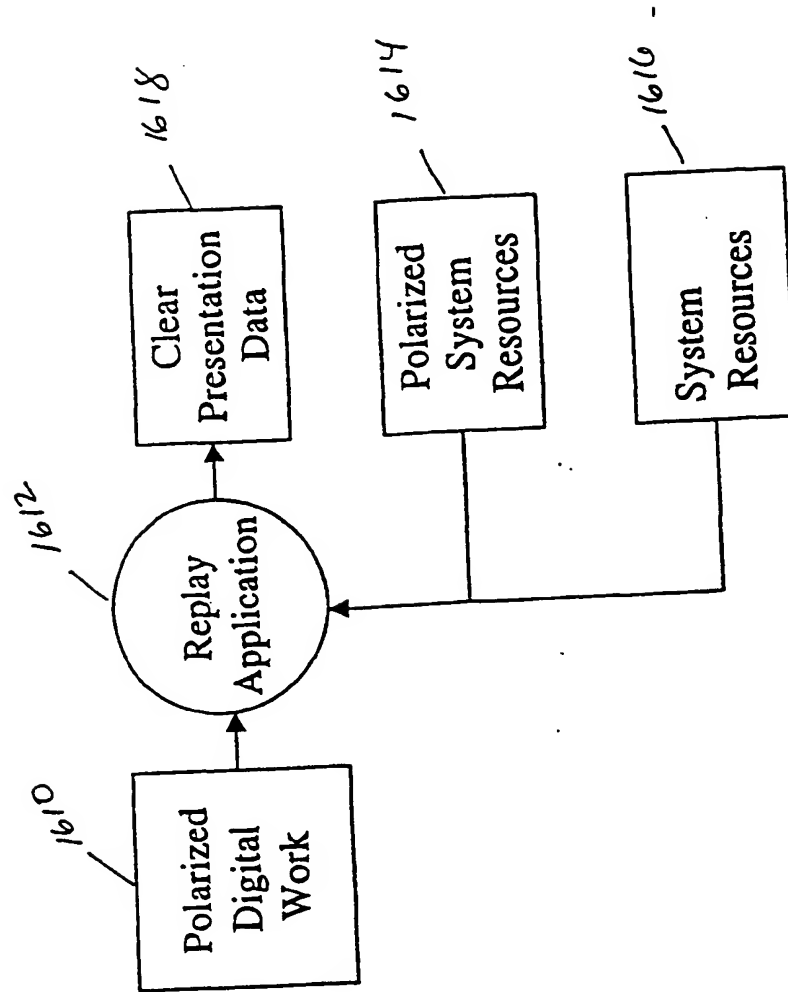 1610
Polarized
Digital
Work
1612
Replay
Application
1618
Clear
Presentation
Data
1614
Polarized
System
Resources
1616
System
Resources